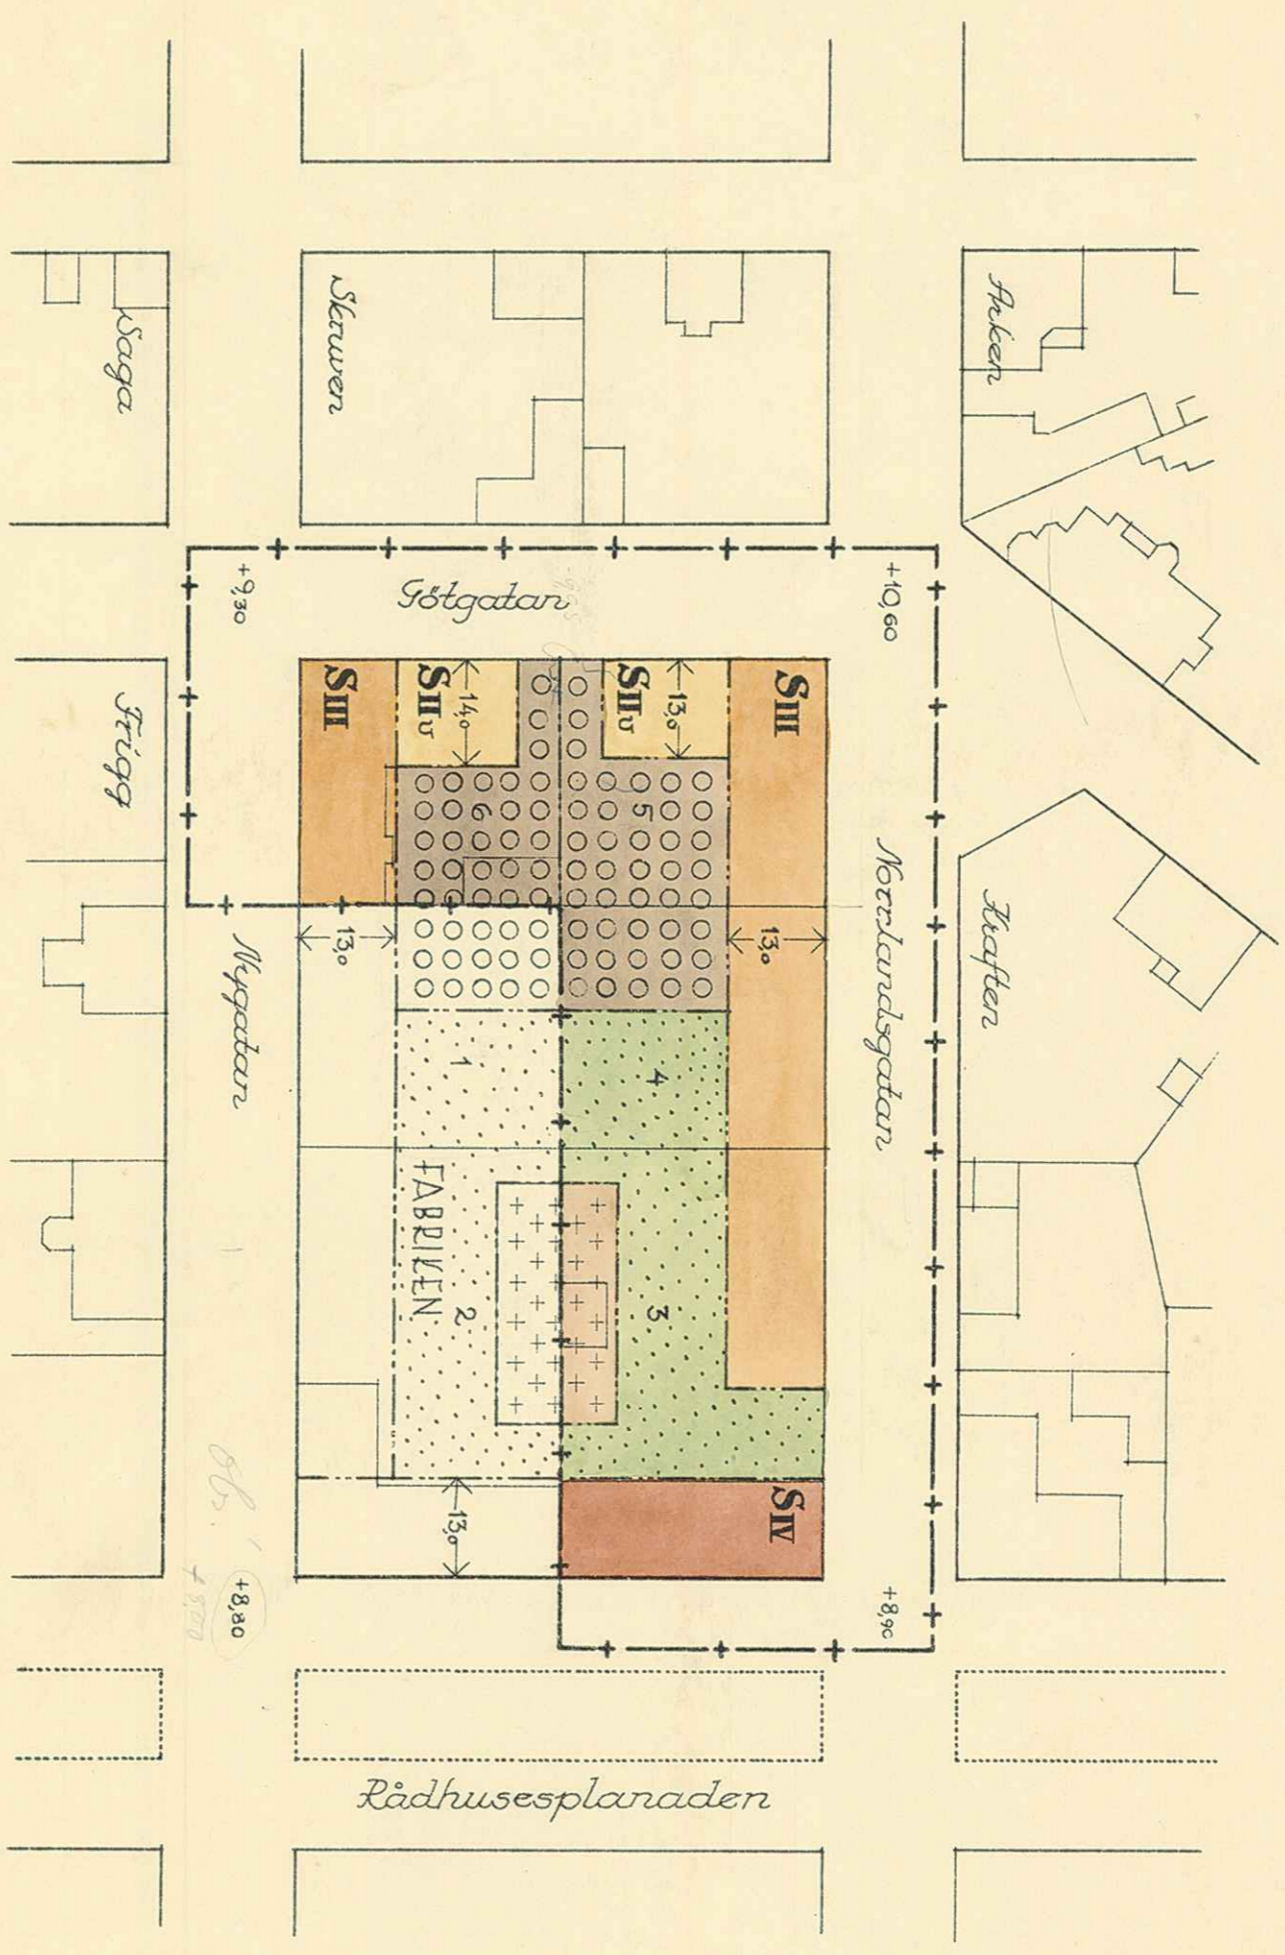 Arken
Skruven
Saga
+10,60
Götgatan
+9,30
SIII
13,0
SIIv
14,0
SIIv
SIII
Frigg
5
6
Norrlandsgatan
Kraften
13,0
13,0
Nygatan
4
1
3
2
FABRIKEN
SIV
13,0
+8,90
+8,80
Obs!
Rådhusesplanaden